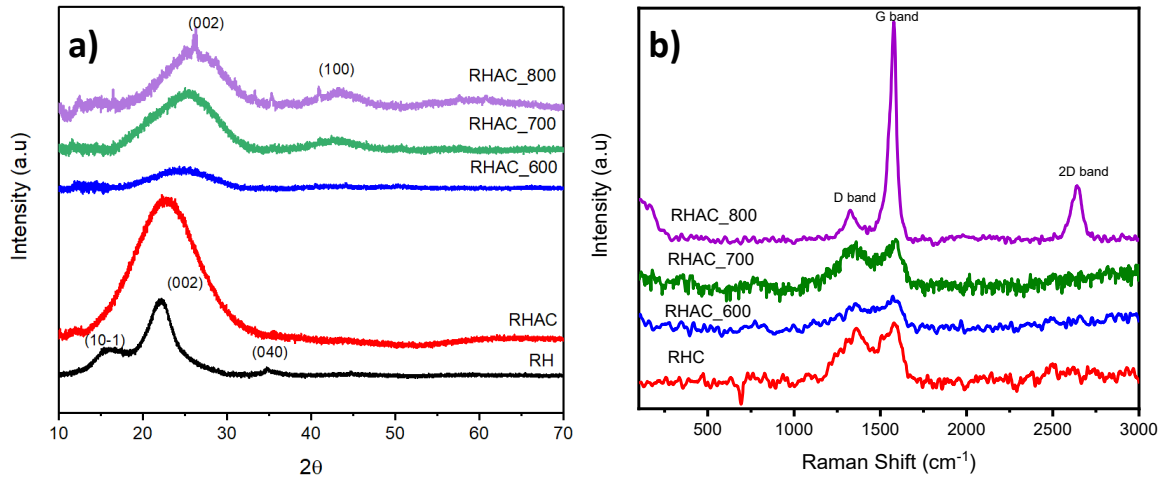 a)
(002)
(100)
RHAC_800
RHAC_700
RHAC_600
(002)
(10-1)
(040)
RHAC
RH
Intensity (a.u)
10 20 30 40 50 60 70
2θ
b)
G band
D band
2D band
RHAC_800
RHAC_700
RHAC_600
RHC
Intensity (a.u)
500 1000 1500 2000 2500 3000
Raman Shift (cm⁻¹)